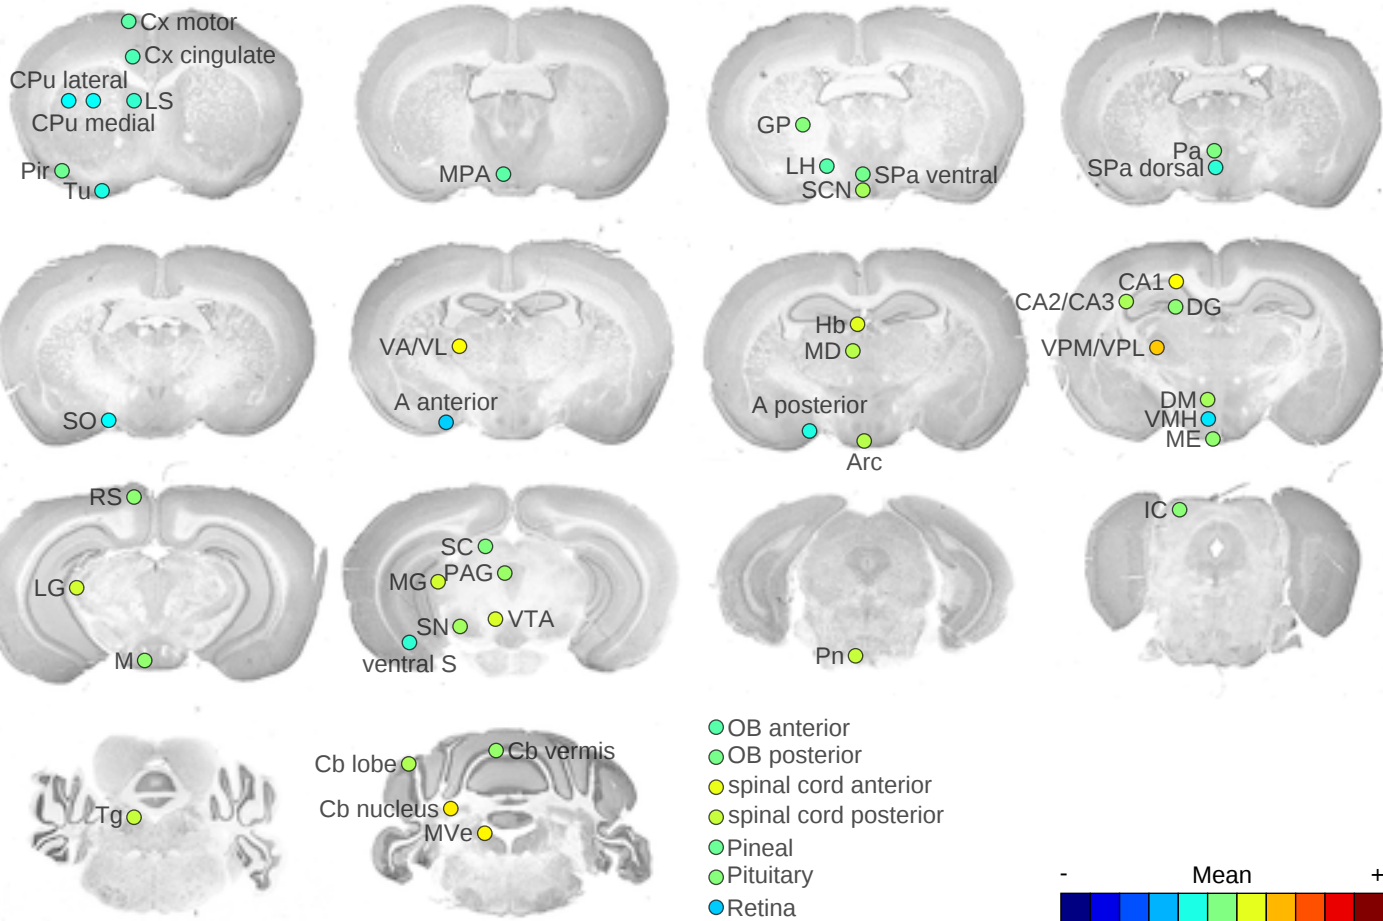 Cx motor
Cx cingulate
CPu lateral
LS
CPu medial
Pir
Tu
MPA
GP
LH
SPa ventral
SCN
Pa
SPa dorsal
SO
VA/VL
A anterior
Hb
MD
A posterior
Arc
CA1
CA2/CA3
DG
VPM/VPL
DM
VMH
ME
RS
LG
M
SC
PAG
MG
VTA
SN
ventral S
Pn
IC
Tg
Cb lobe
Cb vermis
Cb nucleus
MVe
OB anterior
OB posterior
spinal cord anterior
spinal cord posterior
Pineal
Pituitary
Retina
- Mean +